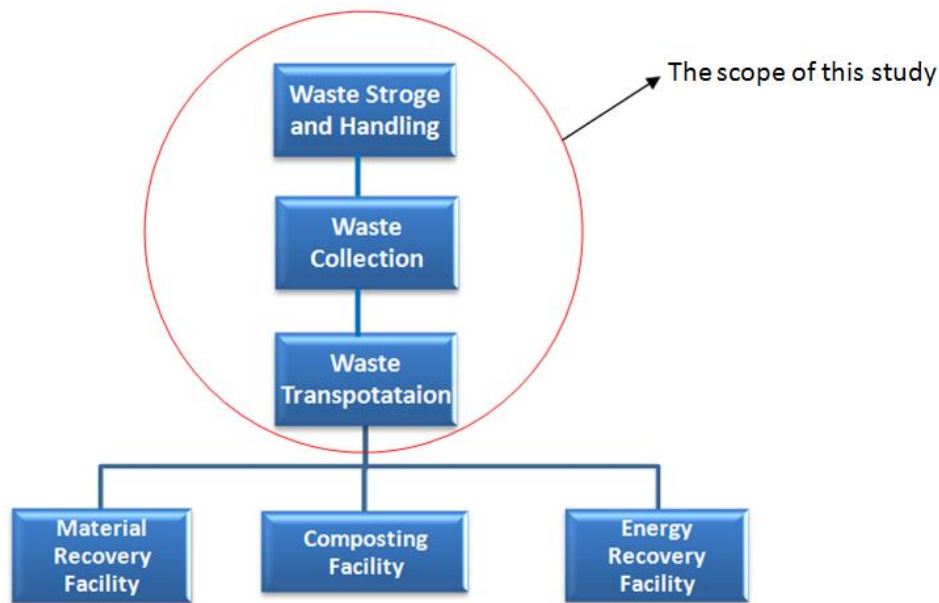 The scope of this study
Waste Stroge
and Handling
Waste
Collection
Waste
Transpotataion
Material
Recovery
Facility
Composting
Facility
Energy
Recovery
Facility